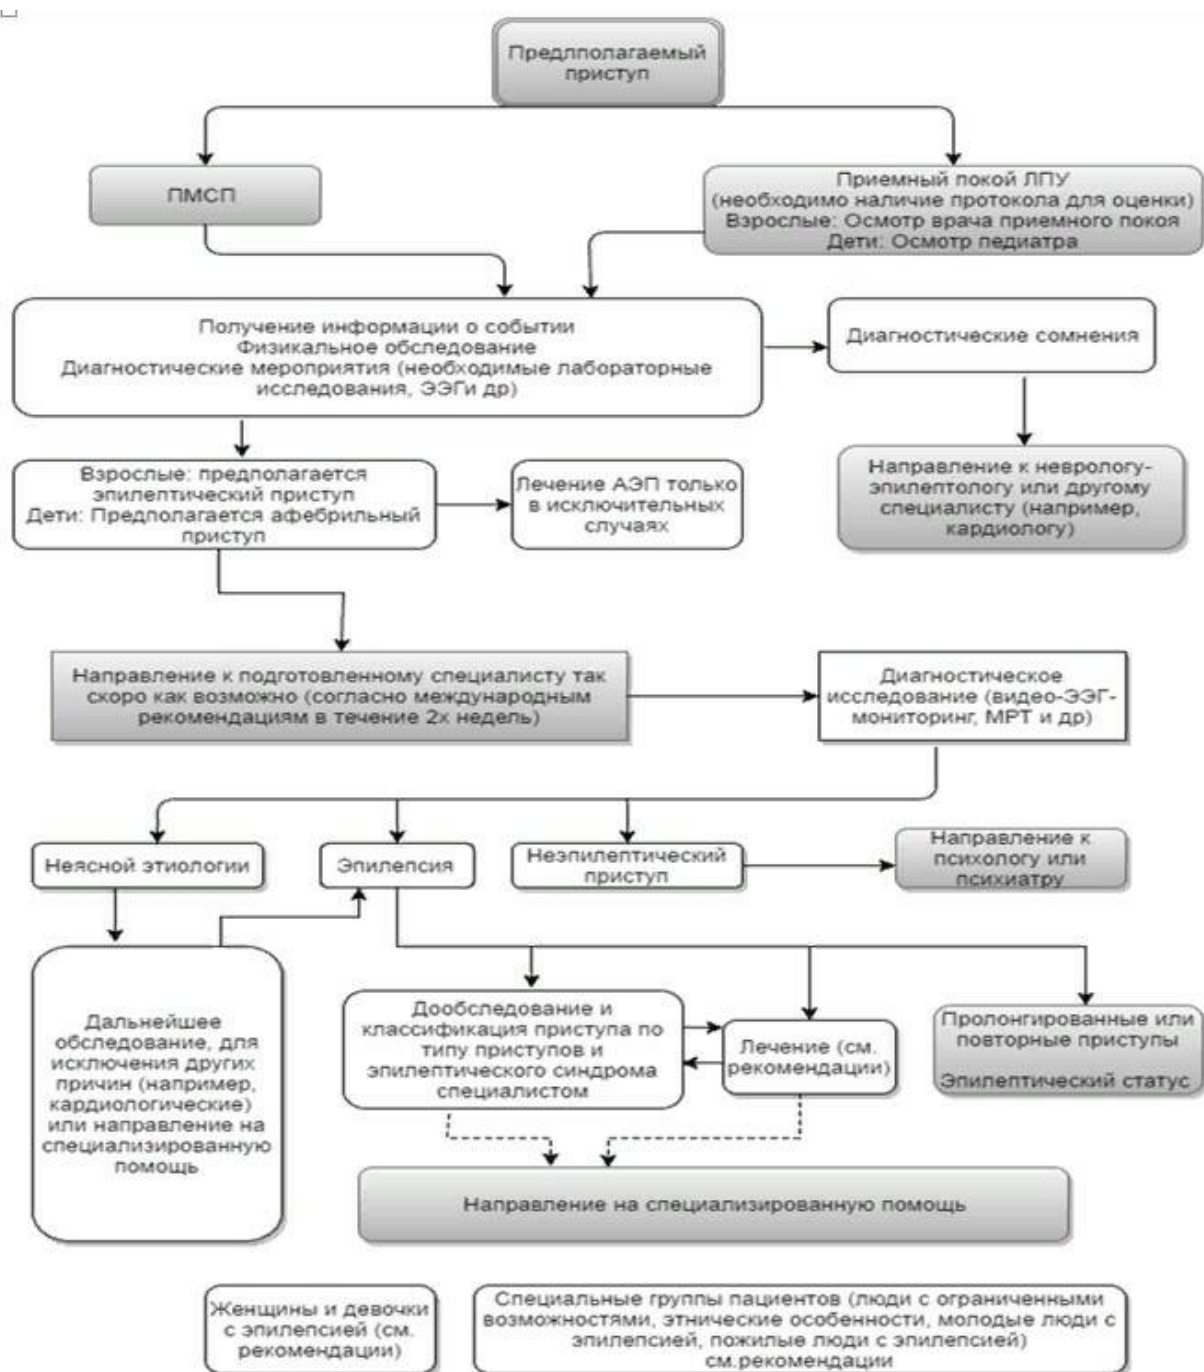 Предлполагаемый
приступ
ПМСП
Приемный покой ЛПУ
(необходимо наличие протокола для оценки)
Взрослые: Осмотр врача приемного покоя
Дети: Осмотр педиатра
Получение информации о событии
Физикальное обследование
Диагностические мероприятия (необходимые лабораторные
исследования, ЭЭГи др)
Диагностические сомнения
Взрослые: предполагается
эпилептический приступ
Дети: Предполагается афебрильный
приступ
Лечение АЭП только
в исключительных
случаях
Направление к неврологу-
эпилептологу или другому
специалисту (например,
кардиологу)
Направление к подготовленному специалисту так
скоро как возможно (согласно международным
рекомендациям в течение 2х недель)
Диагностическое
исследование (видео-ЭЭГ-
мониторинг, МРТ и др)
Неясной этиологии
Эпилепсия
Неэпилептический
приступ
Направление к
психологу или
психиатру
Дальнейшее
обследование, для
исключения других
причин (например,
кардиологические)
или направление на
специализированную
помощь
Дообследование и
классификация приступа по
типу приступов и
эпилептического синдрома
специалистом
Лечение (см.
рекомендации)
Пролонгированные или
повторные приступы
Эпилептический статус
Направление на специализированную помощь
Женщины и девочки
с эпилепсией (см.
рекомендации)
Специальные группы пациентов (люди с ограниченными
возможностями, этнические особенности, молодые люди с
эпилепсией, пожилые люди с эпилепсией)
см.рекомендации